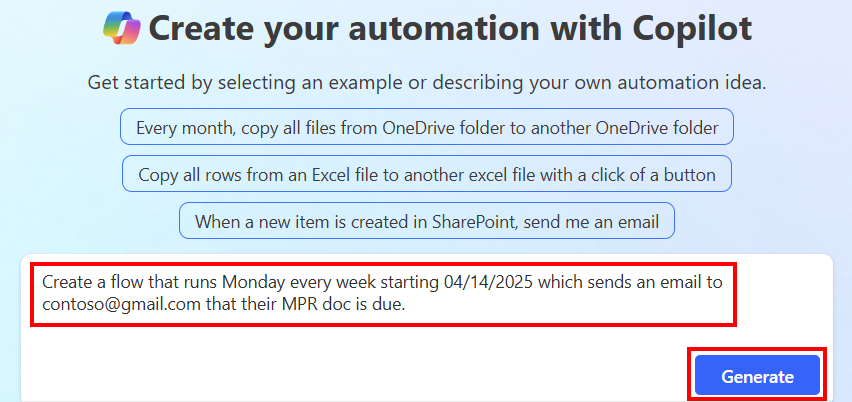 Create your automation with Copilot
Get started by selecting an example or describing your own automation idea.
Every month, copy all files from OneDrive folder to another OneDrive folder
Copy all rows from an Excel file to another excel file with a click of a button
When a new item is created in SharePoint, send me an email
Create a flow that runs Monday every week starting 04/14/2025 which sends an email to
contoso@gmail.com that their MPR doc is due.
Generate